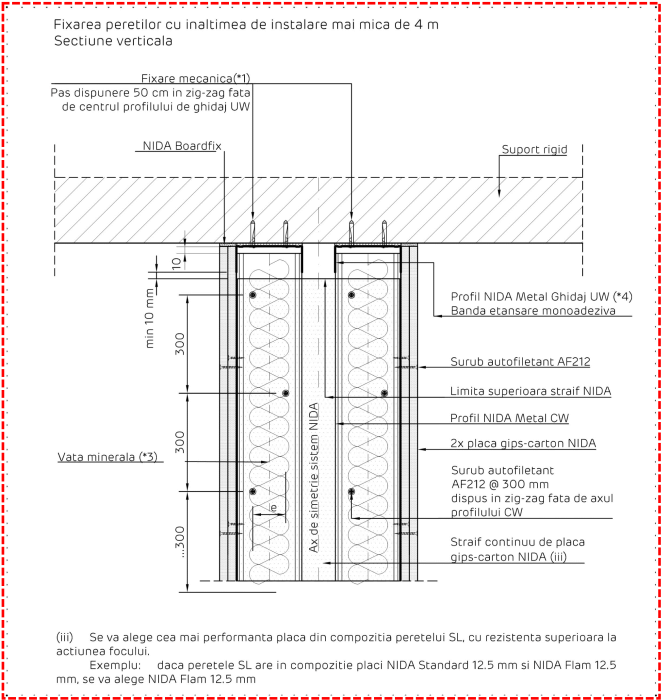 Fixarea peretilor cu inaltimea de instalare mai mica de 4 m
Sectiune verticala
Fixare mecanica(*1)
Pas dispunere 50 cm in zig-zag fata
de centrul profilului de ghidaj UW
NIDA Boardfix
Suport rigid
10
min 10 mm
300
300
...300
e
Vata minerala (*3)
Ax de simetrie sistem NIDA
Profil NIDA Metal Ghidaj UW (*4)
Banda etansare monoadeziva
Surub autofiletant AF212
Limita superioara straif NIDA
Profil NIDA Metal CW
2x placa gips-carton NIDA
Surub autofiletant
AF212 @ 300 mm
dispus in zig-zag fata de axul
profilului CW
Straif continuu de placa
gips-carton NIDA (iii)
(iii) Se va alege cea mai performanta placa din compozitia peretelui SL, cu rezistenta superioara la
actiunea focului.
Exemplu: daca peretele SL are in compozitie placi NIDA Standard 12.5 mm si NIDA Flam 12.5
mm, se va alege NIDA Flam 12.5 mm